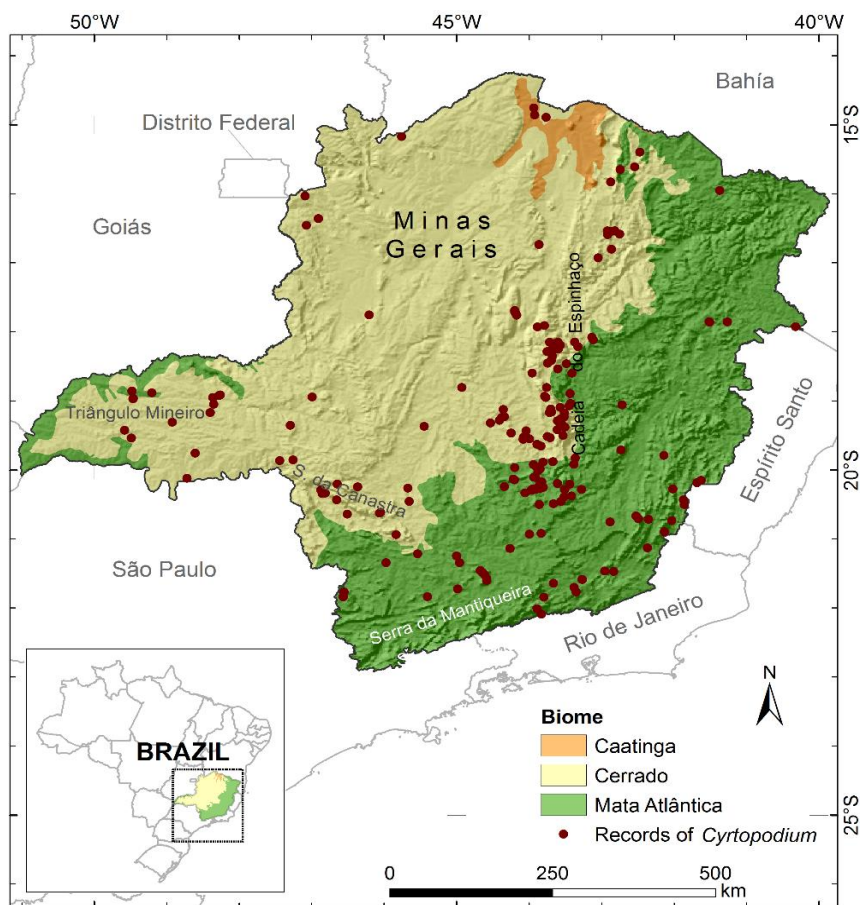 50°W
45°W
40°W
Bahía
15°S
Distrito Federal
Goiás
Minas
Gerais
Cadeia do Espinhaço
Triângulo Mineiro
Espírito Santo
20°S
S. da Canastra
São Paulo
Serra da Mantiqueira
Rio de Janeiro
N
BRAZIL
Biome
Caatinga
Cerrado
Mata Atlântica
Records of Cyrtopodium
25°S
0 250 500
km